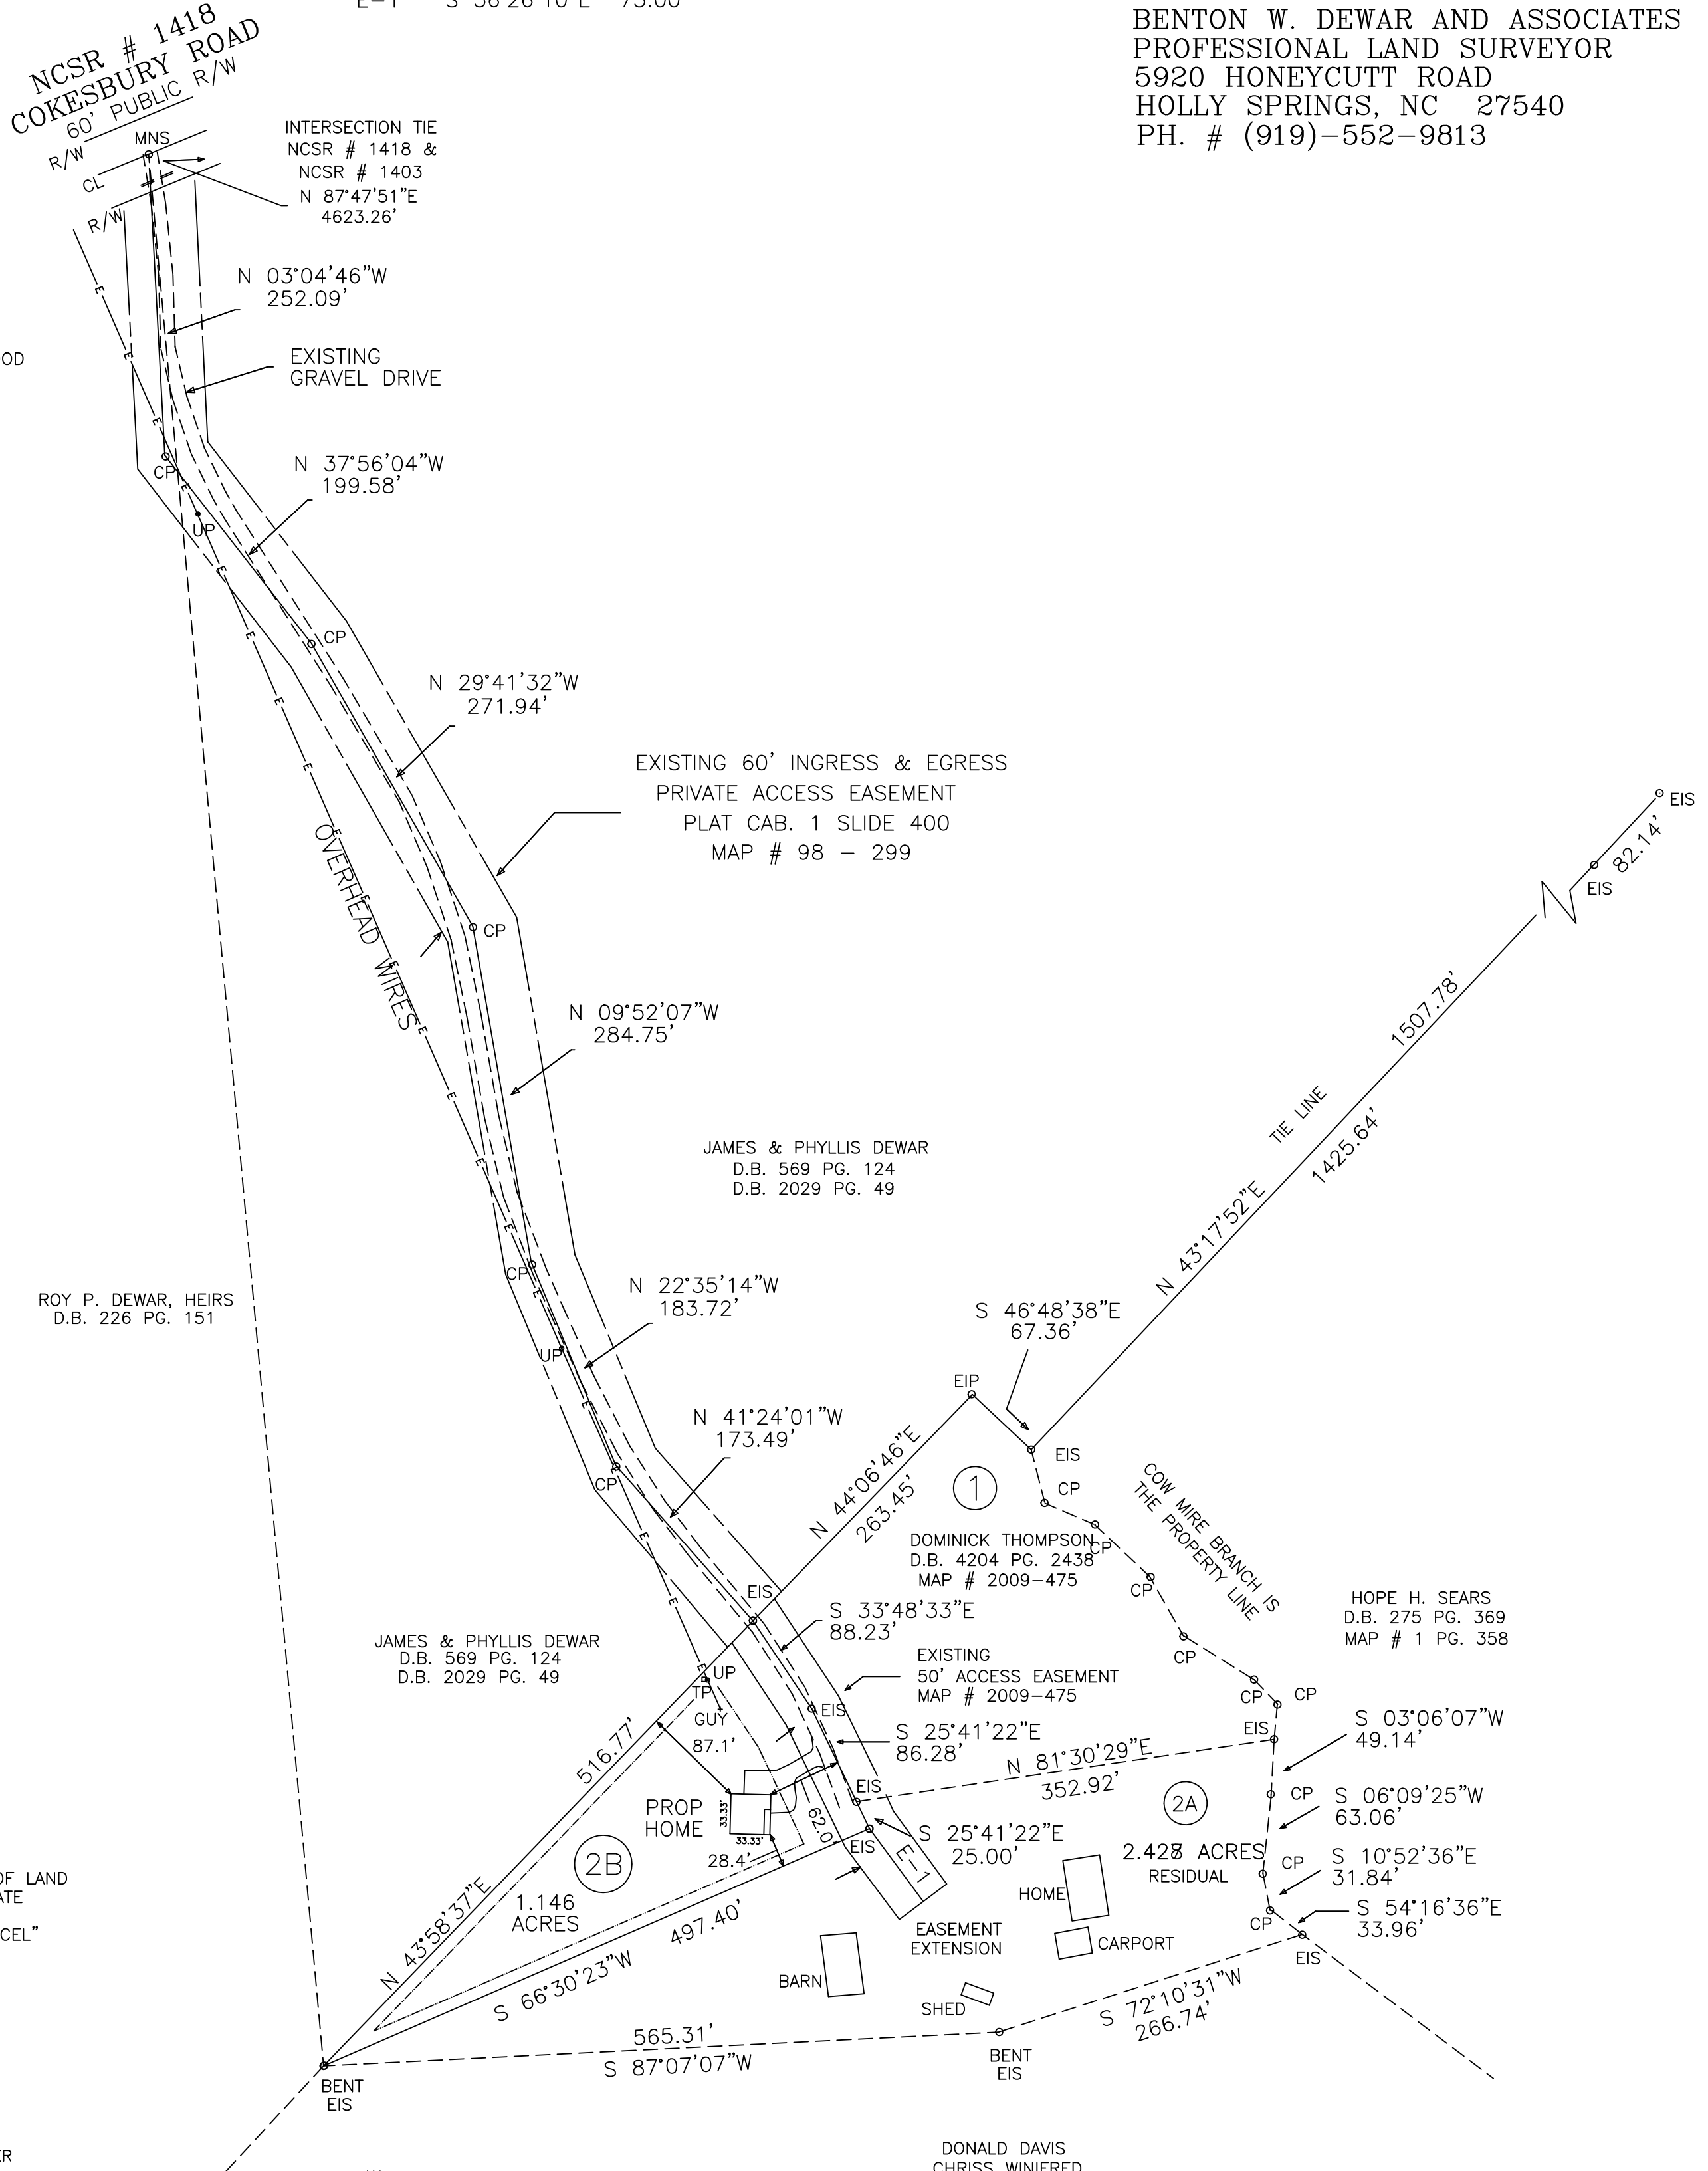 E-1 S 36°26'10"E 75.00'
BENTON W. DEWAR AND ASSOCIATES
PROFESSIONAL LAND SURVEYOR
5920 HONEYCUTT ROAD
HOLLY SPRINGS, NC 27540
PH. # (919)-552-9813
NCSR # 1418
COKESBURY ROAD
60' PUBLIC R/W
R/W
MNS
CL
R/W
INTERSECTION TIE
NCSR # 1418 &
NCSR # 1403
N 87°47'51"E
4623.26'
N 03°04'46"W
252.09'
OD
EXISTING
GRAVEL DRIVE
E
E
E
CP
E
UP
N 37°56'04"W
199.58'
E
E
CP
E
N 29°41'32"W
271.94'
E
EXISTING 60' INGRESS & EGRESS
PRIVATE ACCESS EASEMENT
PLAT CAB. 1 SLIDE 400
MAP # 98 - 299
EIS
82.14'
EIS
OVERHEAD WIRES
E
E
E
E
CP
N 09°52'07"W
284.75'
1507.78'
TIE LINE
1425.64'
N 43°17'52"E
E
E
E
JAMES & PHYLLIS DEWAR
D.B. 569 PG. 124
D.B. 2029 PG. 49
CP
E
ROY P. DEWAR, HEIRS
D.B. 226 PG. 151
N 22°35'14"W
183.72'
UP
S 46°48'38"E
67.36'
EIP
E
EIS
N 41°24'01"W
173.49'
CP
N 44°06'46"E
263.45'
1
CP
COW MIRE BRANCH IS
THE PROPERTY LINE
DOMINICK THOMPSON
D.B. 4204 PG. 2438
MAP # 2009-475
CP
CP
E
EIS
E
S 33°48'33"E
88.23'
HOPE H. SEARS
D.B. 275 PG. 369
MAP # 1 PG. 358
CP
JAMES & PHYLLIS DEWAR
D.B. 569 PG. 124
D.B. 2029 PG. 49
EXISTING
50' ACCESS EASEMENT
MAP # 2009-475
E
UP
TP
GUY
87.1'
EIS
CP
CP
EIS
S 25°41'22"E
86.28'
S 03°06'07"W
49.14'
516.77'
N 81°30'29"E
352.92'
EIS
PROP
HOME
33.33'
33.33'
62.0'
28.4'
EIS
S 25°41'22"E
25.00'
2A
2.428 ACRES
RESIDUAL
CP
S 06°09'25"W
63.06'
2B
1.146
ACRES
E-1
HOME
CP
S 10°52'36"E
31.84'
CP
S 54°16'36"E
33.96'
OF LAND
ATE
CEL"
N 43°58'37"E
497.40'
S 66°30'23"W
EASEMENT
EXTENSION
CARPORT
EIS
BARN
SHED
S 72°10'31"W
266.74'
565.31'
S 87°07'07"W
BENT
EIS
BENT
EIS
ER
DONALD DAVIS
CHRISS WINIFRED